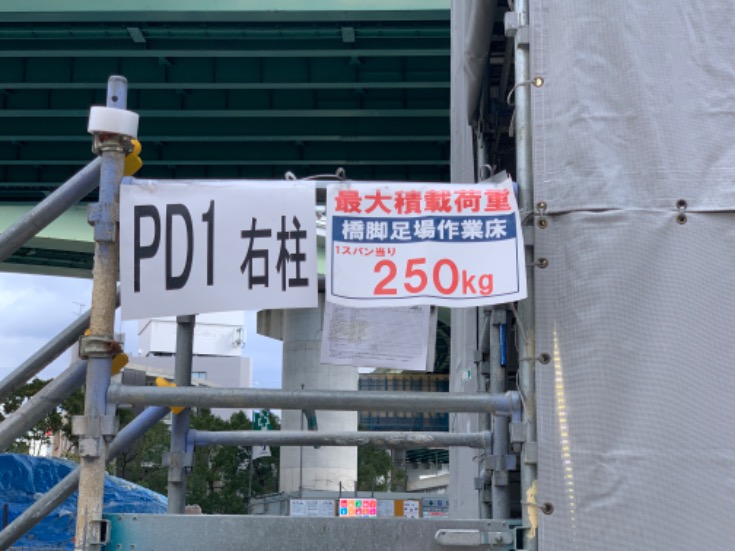 PD1 右柱
最大積載荷重
橋脚足場作業床
1スパン当り
250kg